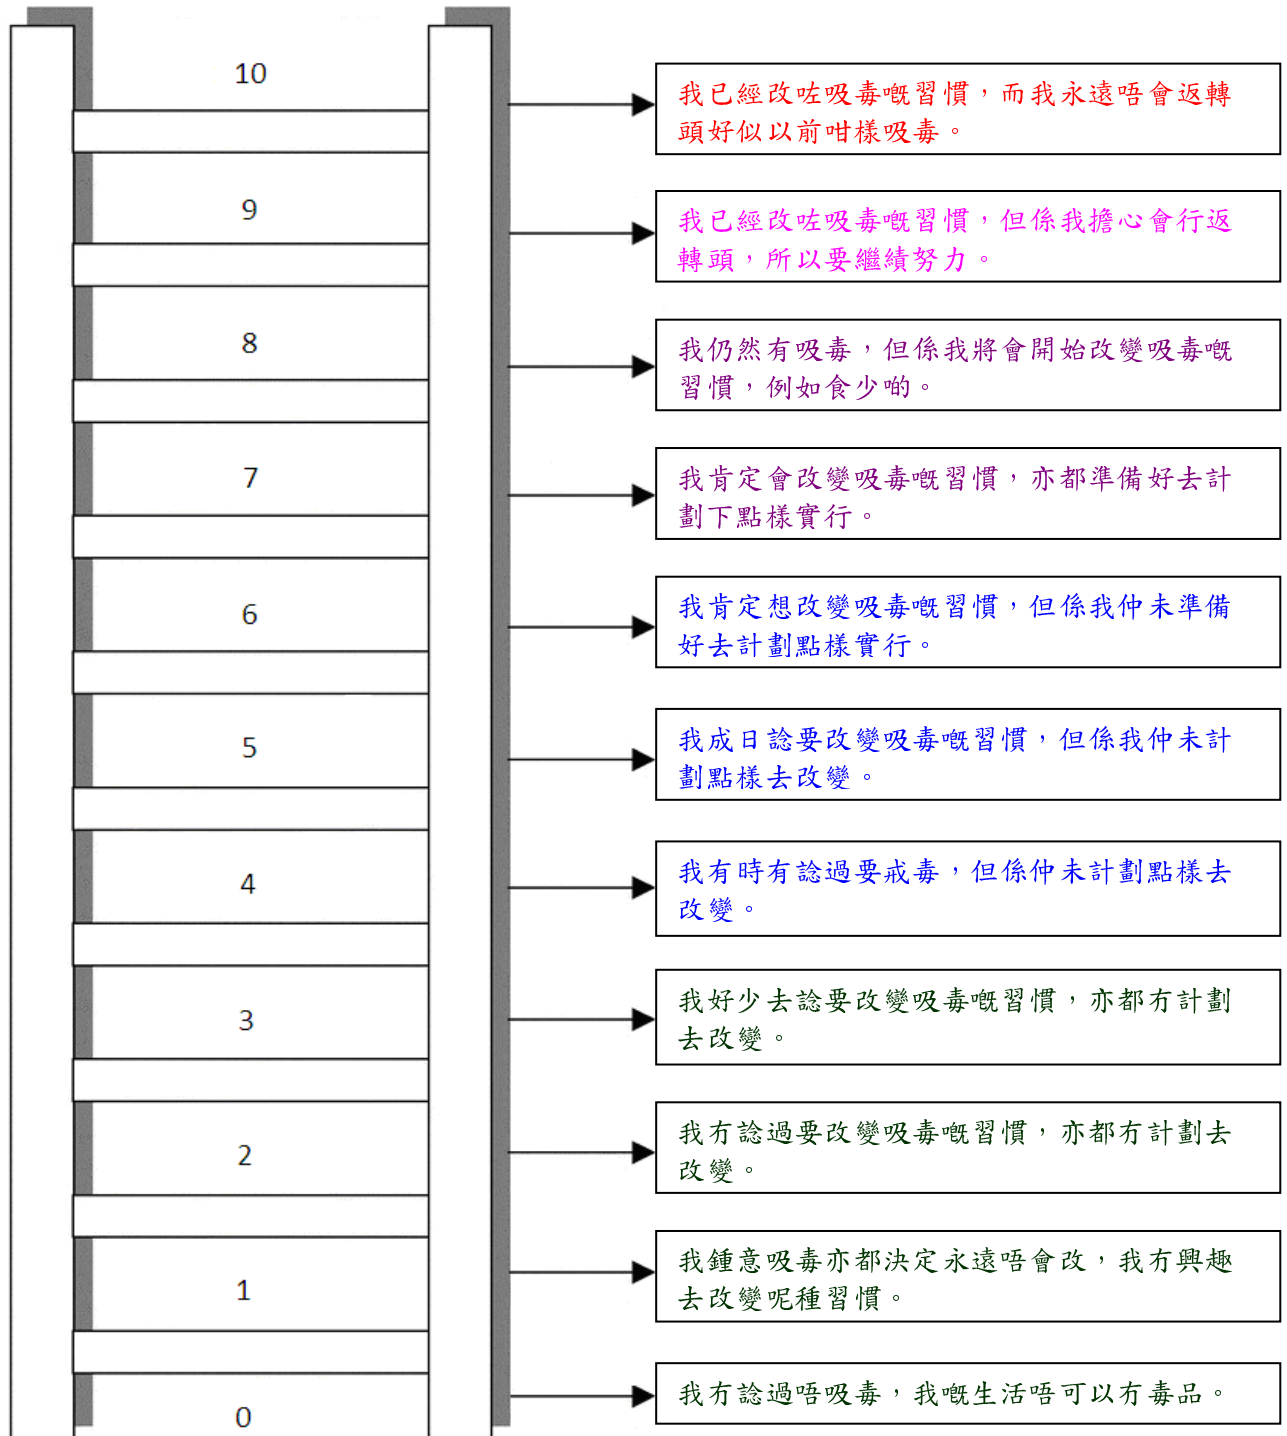 10
我已經改咗吸毒嘅習慣，而我永遠唔會返轉
頭好似以前咁樣吸毒。
9
我已經改咗吸毒嘅習慣，但係我擔心會行返
轉頭，所以要繼續努力。
8
我仍然有吸毒，但係我將會開始改變吸毒嘅
習慣，例如食少啲。
7
我肯定會改變吸毒嘅習慣，亦都準備好去計
劃下點樣實行。
6
我肯定想改變吸毒嘅習慣，但係我仲未準備
好去計劃點樣實行。
5
我成日諗要改變吸毒嘅習慣，但係我仲未計
劃點樣去改變。
4
我有時有諗過要戒毒，但係仲未計劃點樣去
改變。
3
我好少去諗要改變吸毒嘅習慣，亦都冇計劃
去改變。
2
我冇諗過要改變吸毒嘅習慣，亦都冇計劃去
改變。
1
我鍾意吸毒亦都決定永遠唔會改，我冇興趣
去改變呢種習慣。
0
我冇諗過唔吸毒，我嘅生活唔可以冇毒品。